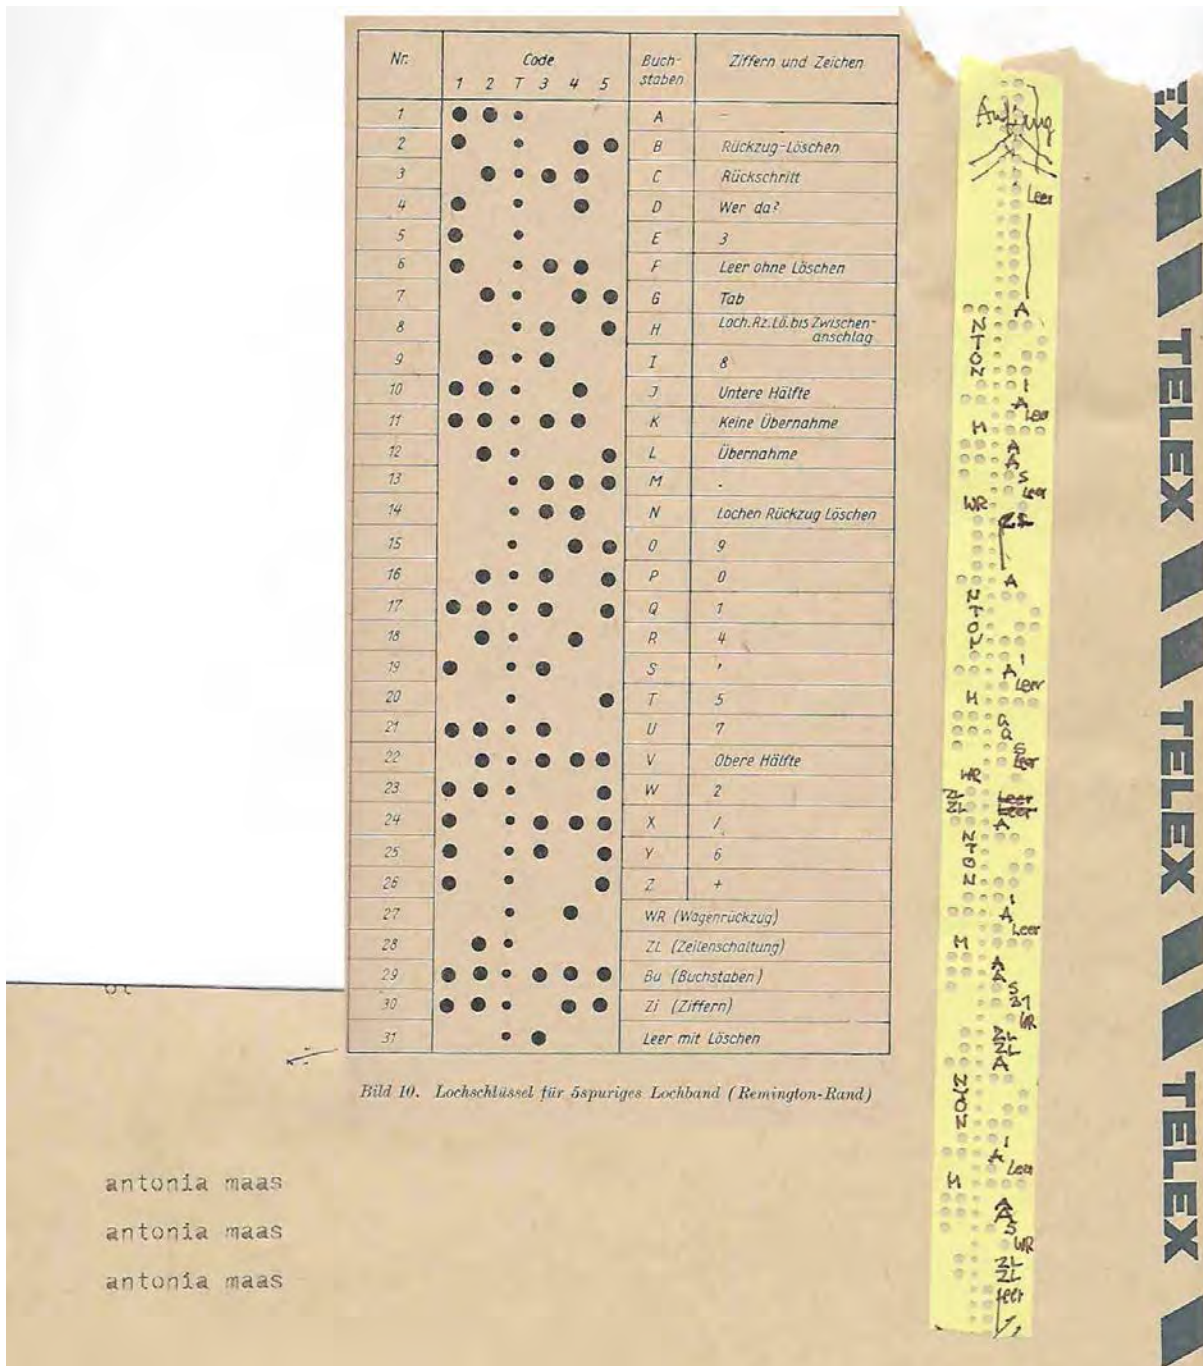 Nr. Code Buch-staben Ziffern und Zeichen
1 2 T 3 4 5
1 A -
2 B Rückzug-Löschen
3 C Rückschritt
4 D Wer da?
5 E 3
6 F Leer ohne Löschen
7 G Tab
8 H Loch.Rz.Lö.bis Zwischen-
anschlag
9 I 8
10 J Untere Hälfte
11 K Keine Übernahme
12 L Übernahme
13 M .
14 N Lochen Rückzug Löschen
15 O 9
16 P 0
17 Q 1
18 R 4
19 S '
20 T 5
21 U 7
22 V Obere Hälfte
23 W 2
24 X /
25 Y 6
26 Z +
27 WR (Wagenrückzug)
28 ZL (Zeilenschaltung)
29 Bu (Buchstaben)
30 Zi (Ziffern)
31 Leer mit Löschen
Bild 10. Lochschlüssel für 5spuriges Lochband (Remington-Rand)
antonia maas
antonia maas
antonia maas
Anfang
Leer
A
N
T
O
N
I
A
Leer
M
A
A
S
Leer
WR
ZL
A
N
T
O
N
I
A
Leer
M
A
A
S
Leer
WR
ZL Leer
ZL Leer
A
N
T
O
N
I
A
Leer
M
A
A
S
WR
ZL
ZL
A
N
T
O
N
I
A
Leer
M
A
A
S
WR
ZL
ZL
Leer
EX
TELEX
TELEX
TELEX